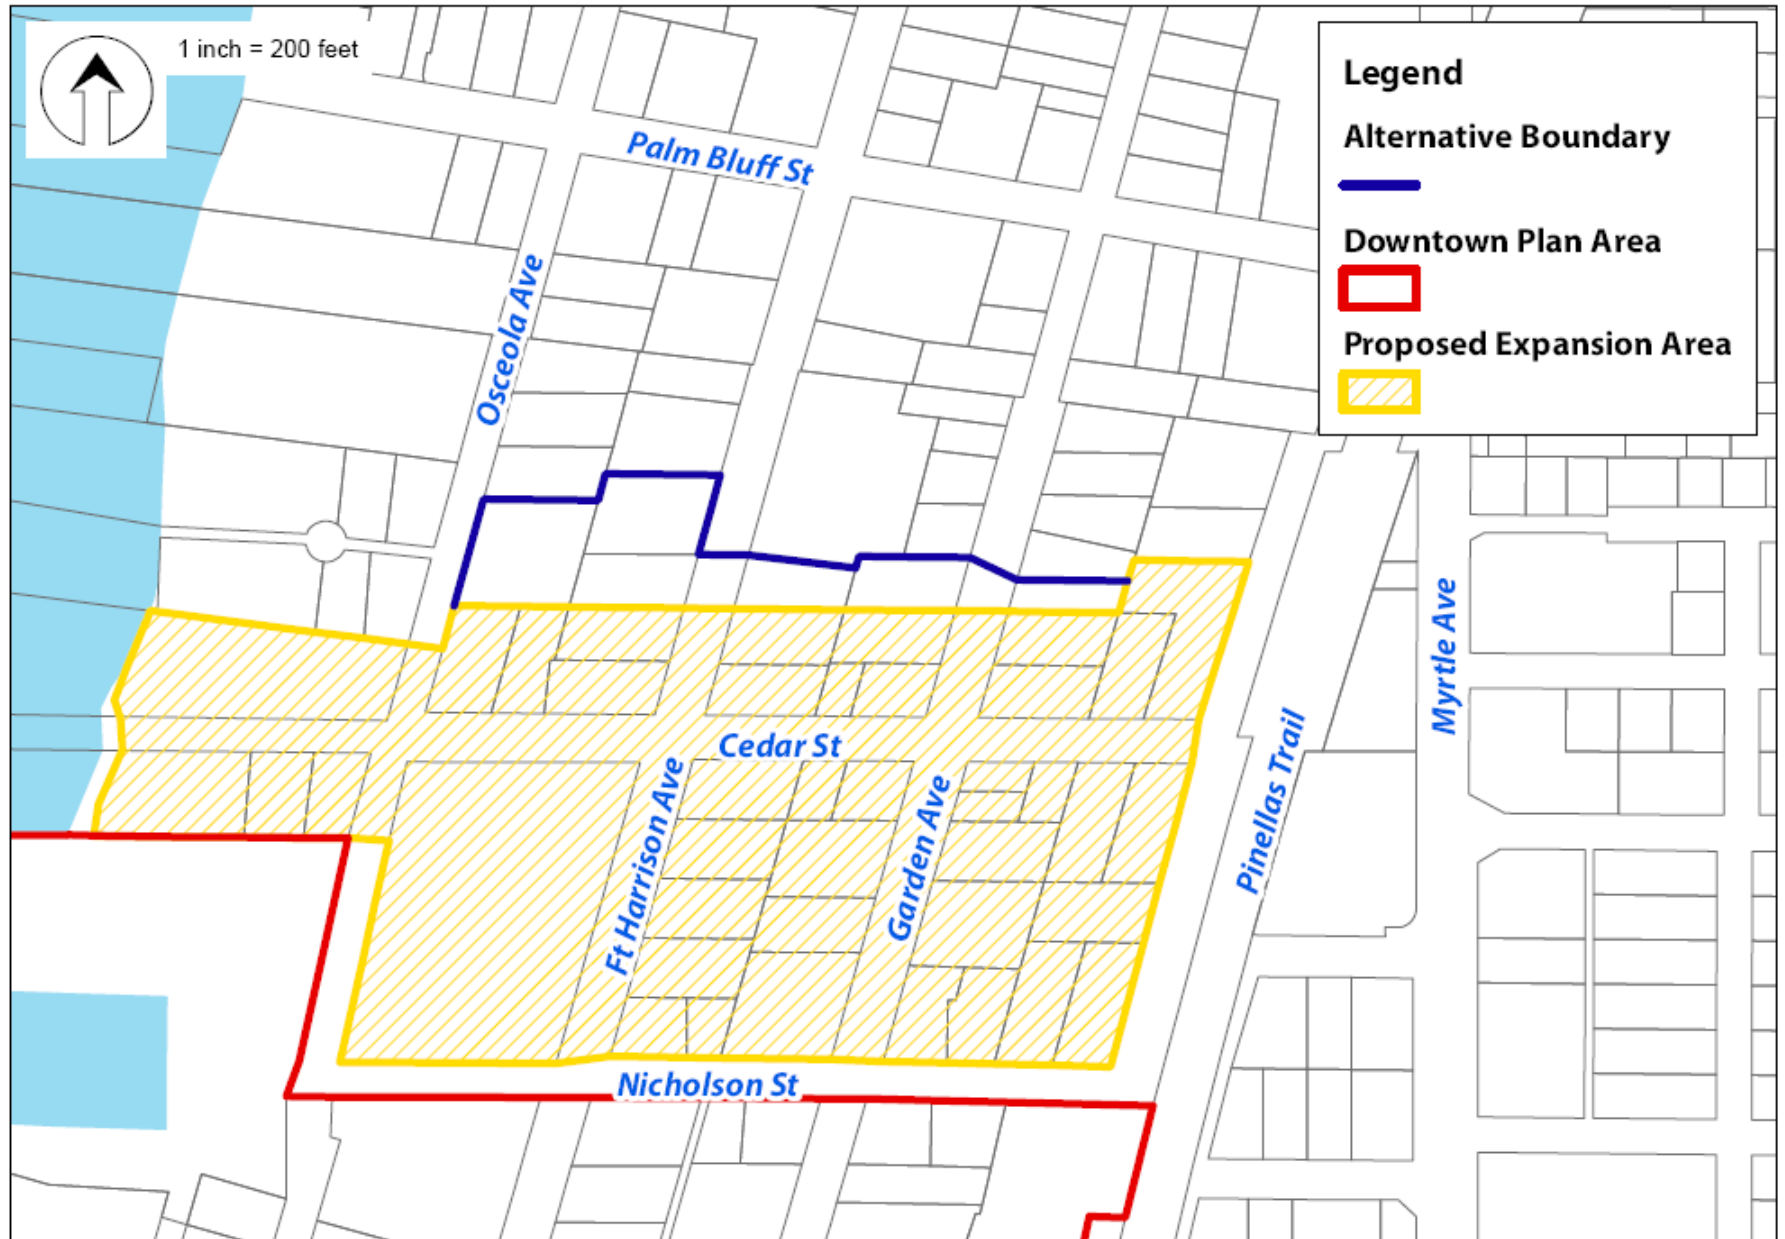 1 inch = 200 feet
Legend
Alternative Boundary
Downtown Plan Area
Proposed Expansion Area
Palm Bluff St
Osceola Ave
Myrtle Ave
Cedar St
Pinellas Trail
Ft Harrison Ave
Garden Ave
Nicholson St